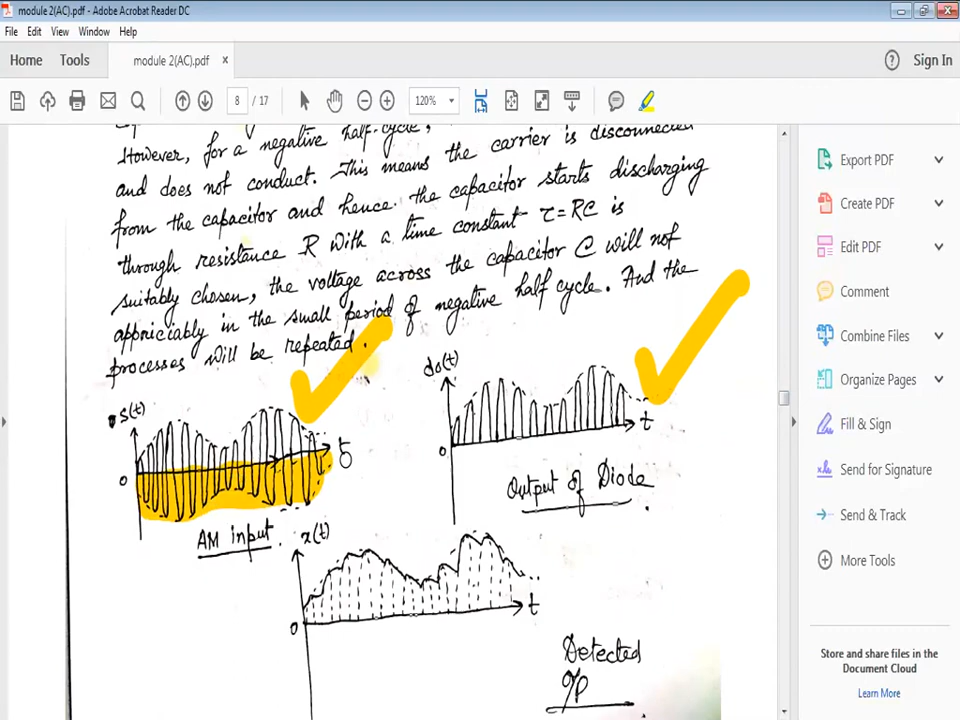 module 2(AC).pdf - Adobe Acrobat Reader DC
File Edit View Window Help
Home Tools module 2(AC).pdf × Sign In
8 / 17 120%
negative half-cycle,
However, for a
and does not conduct. This means the carrier is disconnected
from the capacitor and hence the capacitor starts discharging
through resistance R with a time constant τ=RC is
suitably chosen, the voltage across the capacitor C will not
appriciably in the small period of negative half cycle. And the
processes will be repeated.
s(t)
0
t
AM input
do(t)
0
t
Output of Diode
x(t)
0
t
Detected
O/P
Export PDF
Create PDF
Edit PDF
Comment
Combine Files
Organize Pages
Fill & Sign
Send for Signature
Send & Track
More Tools
Store and share files in the
Document Cloud
Learn More